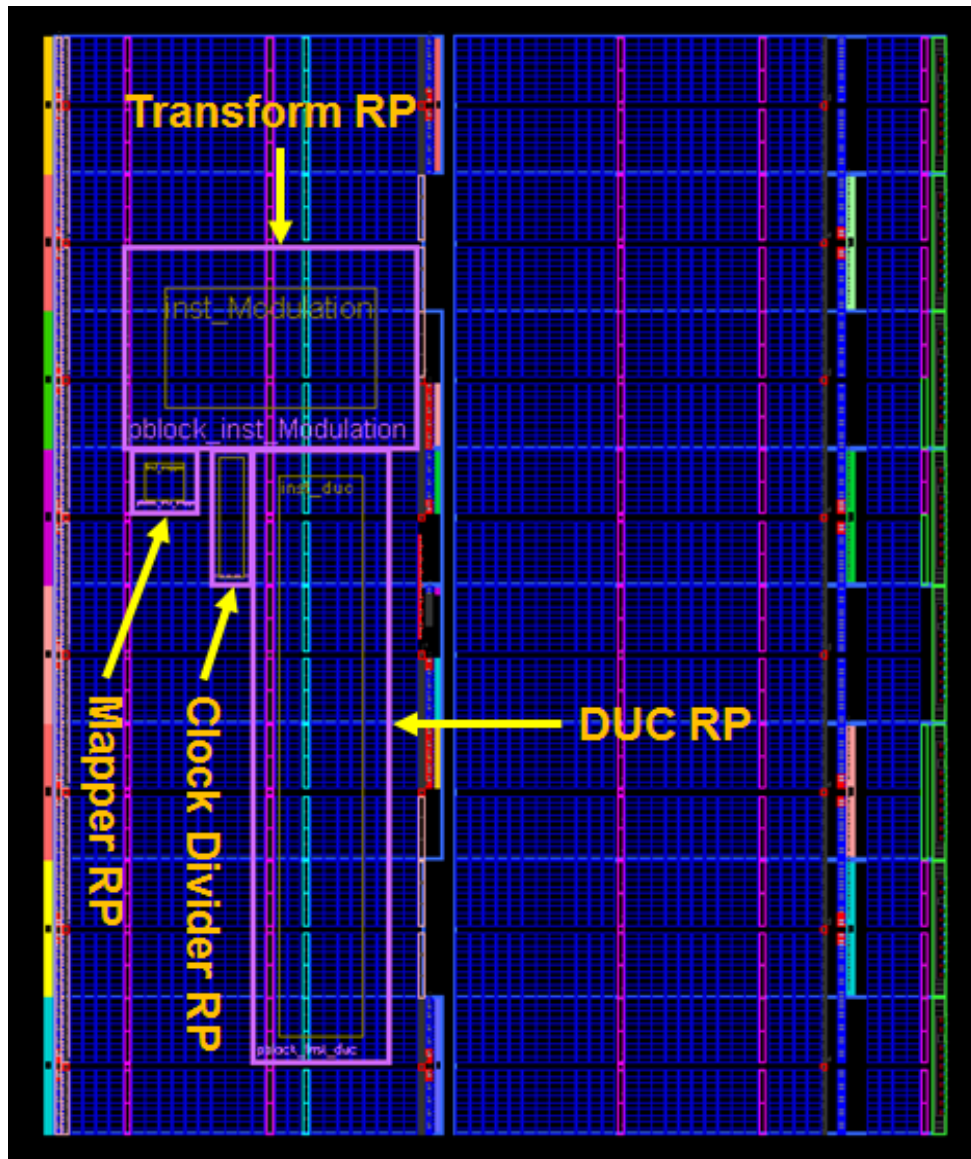 Transform RP
inst_Modulation
pblock_inst_Modulation
inst_duc
DUC RP
Mapper RP
Clock Divider RP
pblock_inst_duc